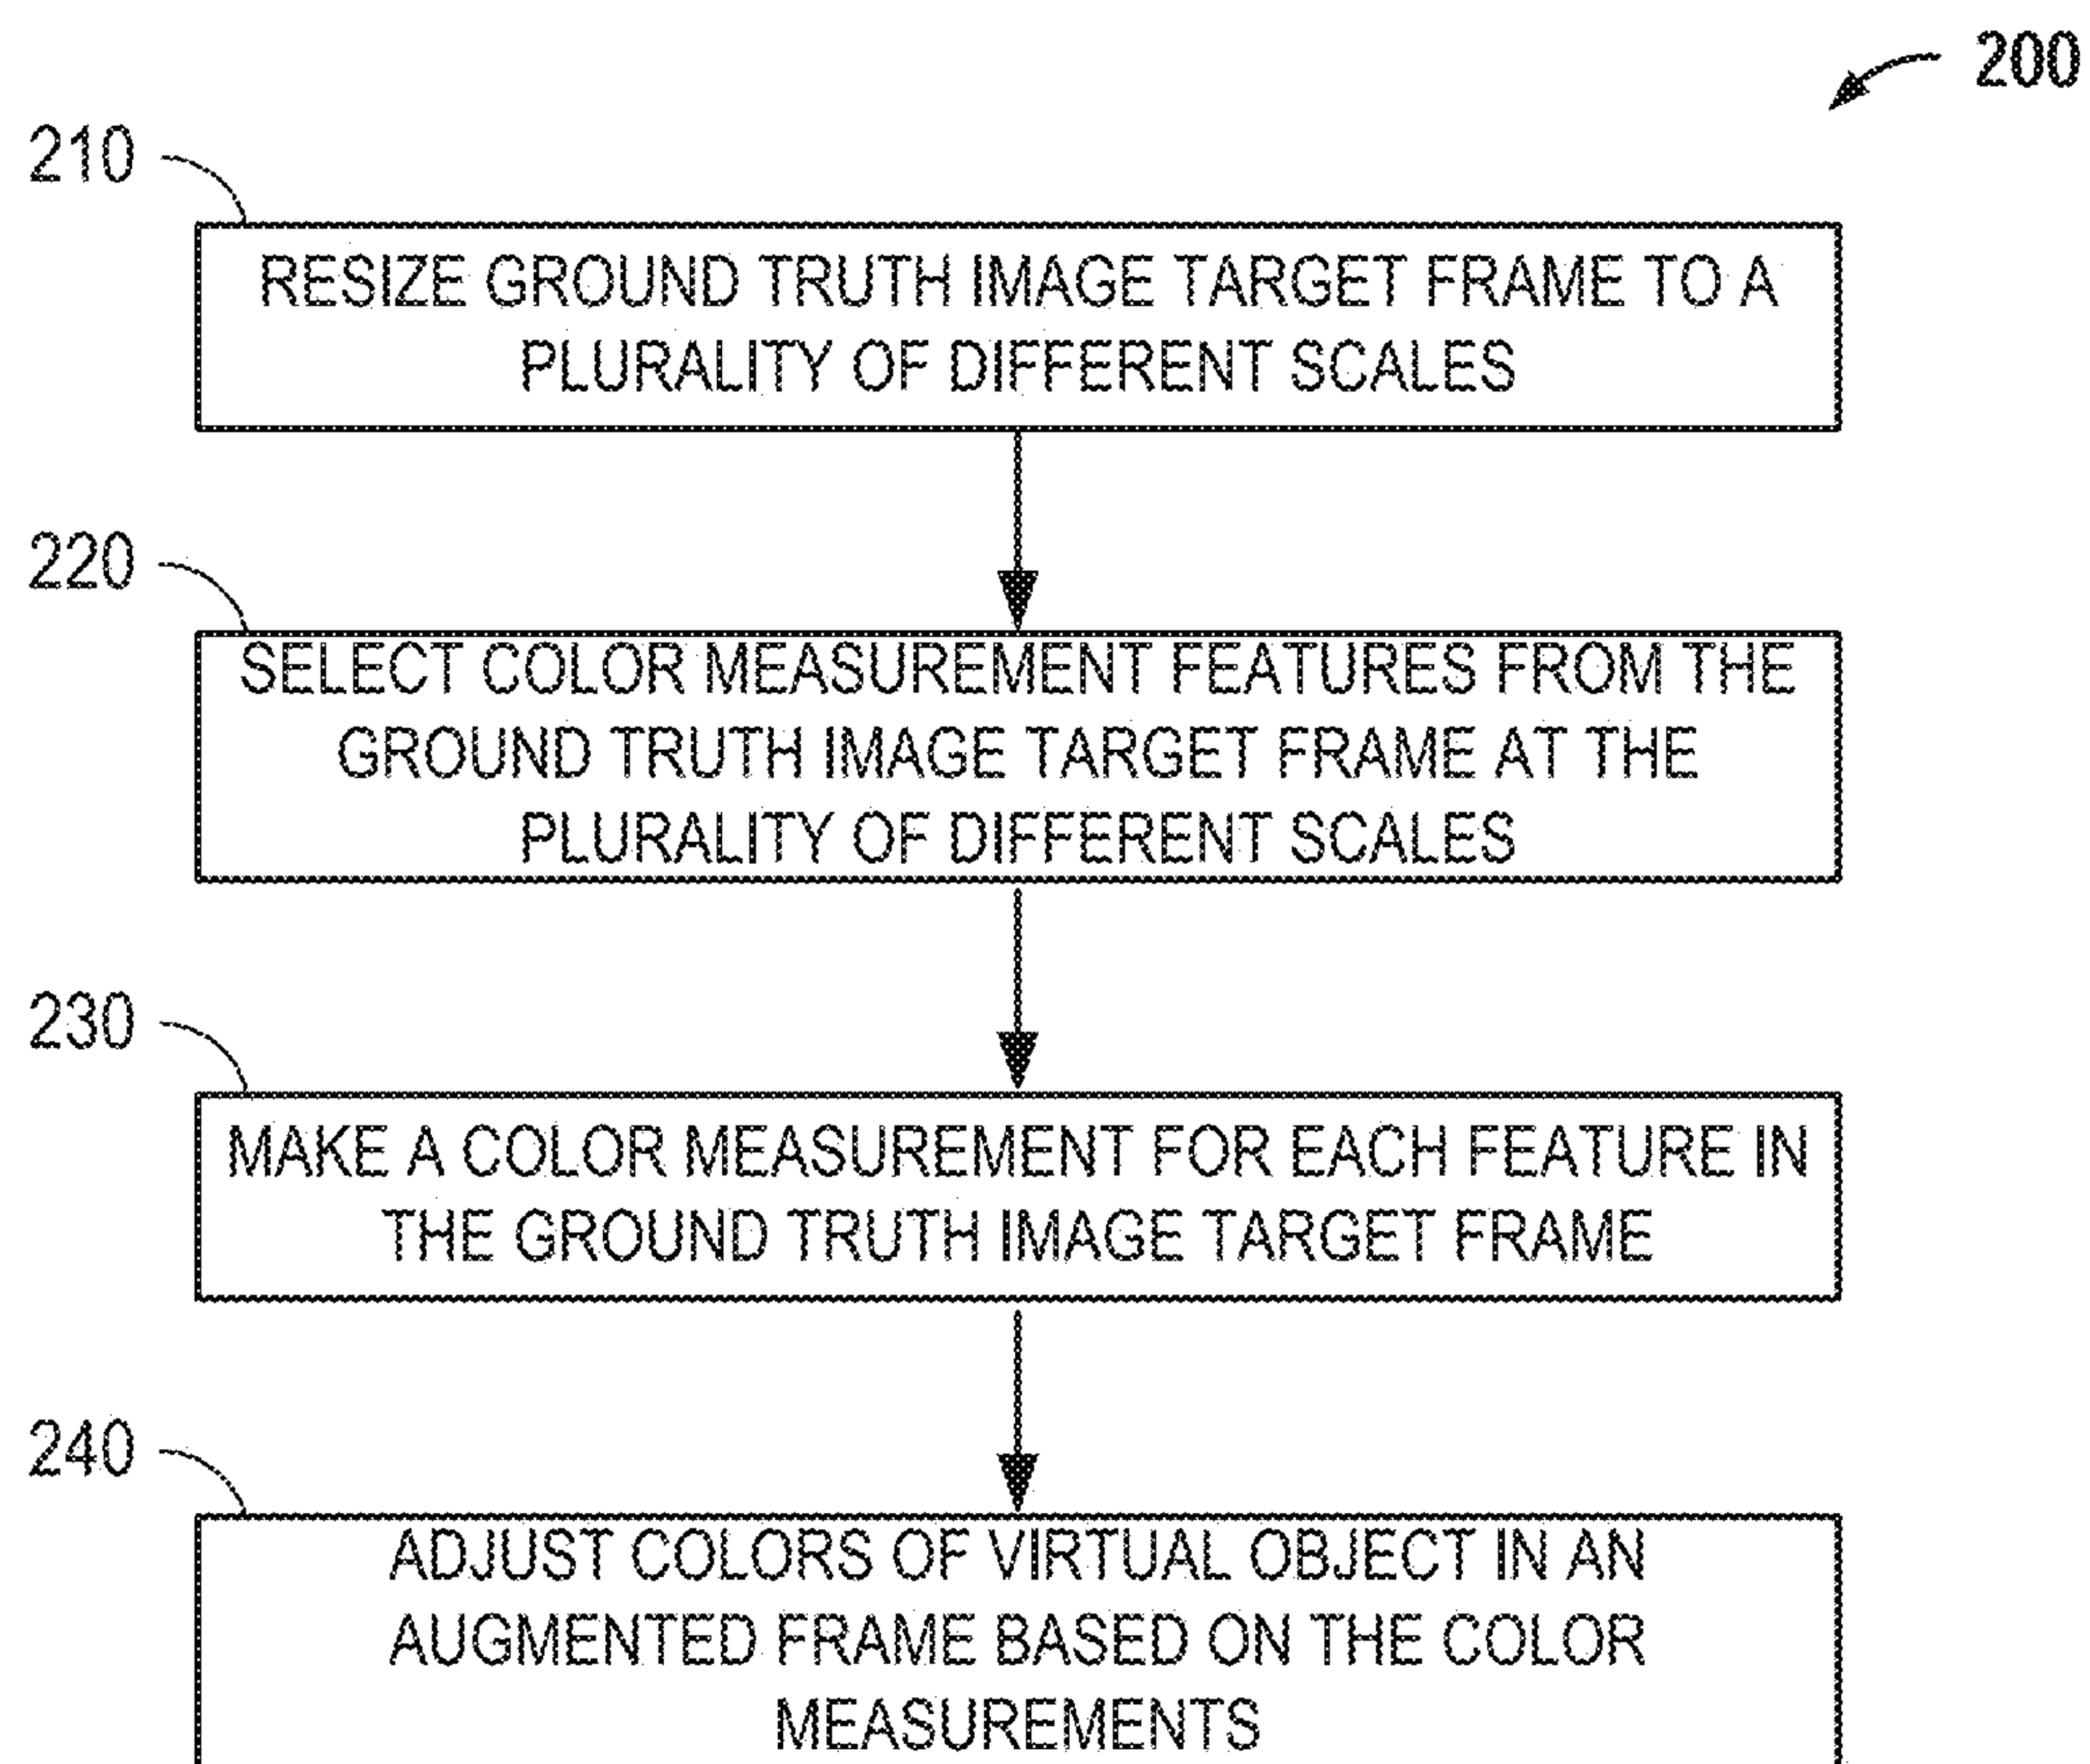 200
210
RESIZE GROUND TRUTH IMAGE TARGET FRAME TO A
PLURALITY OF DIFFERENT SCALES
220
SELECT COLOR MEASUREMENT FEATURES FROM THE
GROUND TRUTH IMAGE TARGET FRAME AT THE
PLURALITY OF DIFFERENT SCALES
230
MAKE A COLOR MEASUREMENT FOR EACH FEATURE IN
THE GROUND TRUTH IMAGE TARGET FRAME
240
ADJUST COLORS OF VIRTUAL OBJECT IN AN
AUGMENTED FRAME BASED ON THE COLOR
MEASUREMENTS